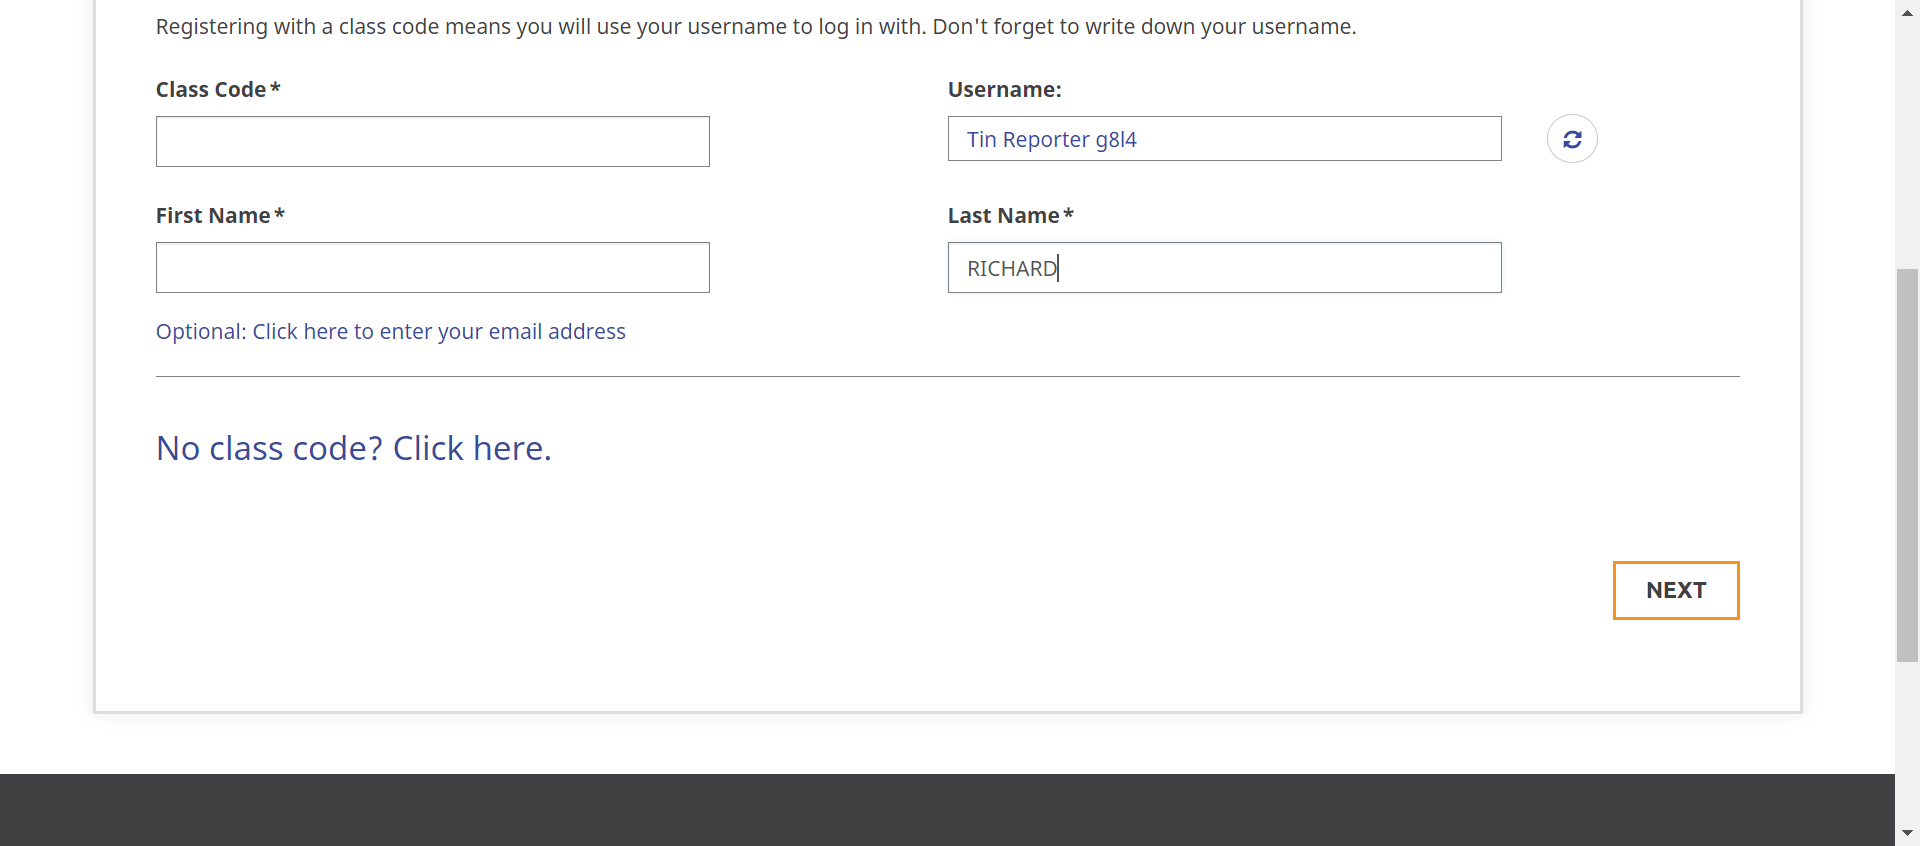 Registering with a class code means you will use your username to log in with. Don't forget to write down your username.
Class Code*
Username:
Tin Reporter g8l4
First Name*
Last Name*
RICHARD
Optional: Click here to enter your email address
No class code? Click here.
NEXT